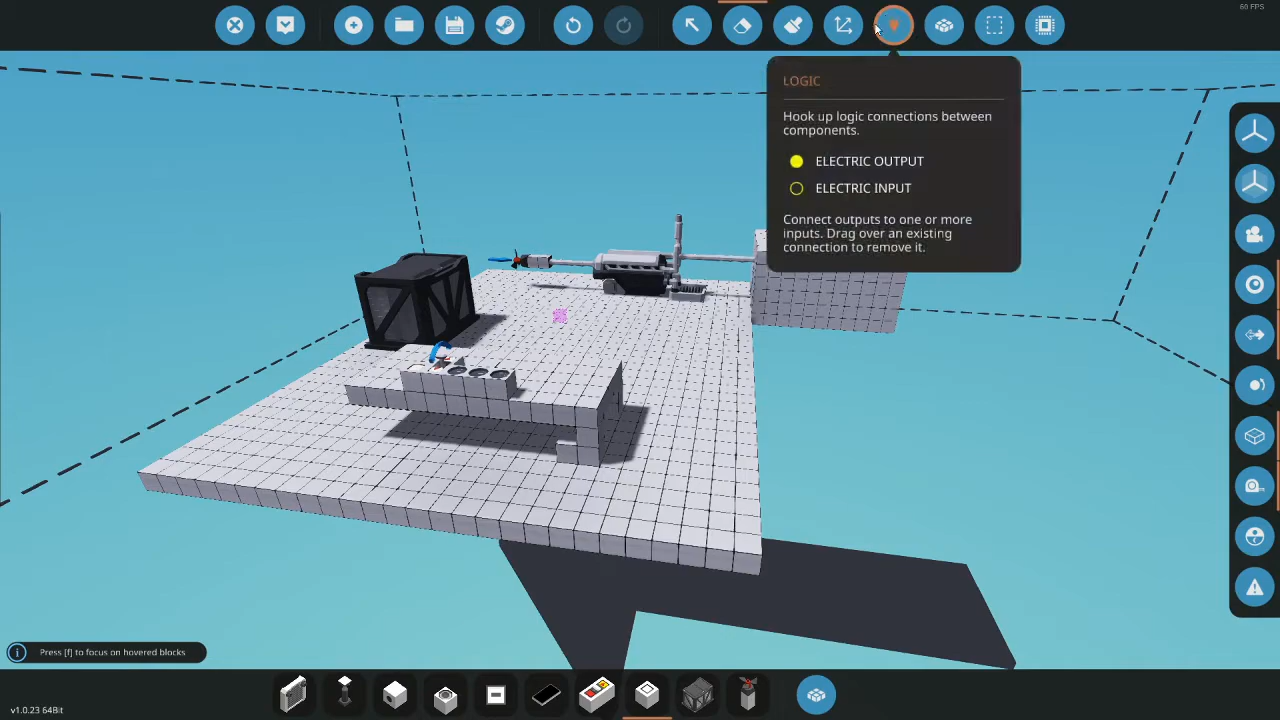 60 FPS
LOGIC
Hook up logic connections between
components.
ELECTRIC OUTPUT
ELECTRIC INPUT
Connect outputs to one or more
inputs. Drag over an existing
connection to remove it.
Press [f] to focus on hovered blocks
v1.0.23 64Bit